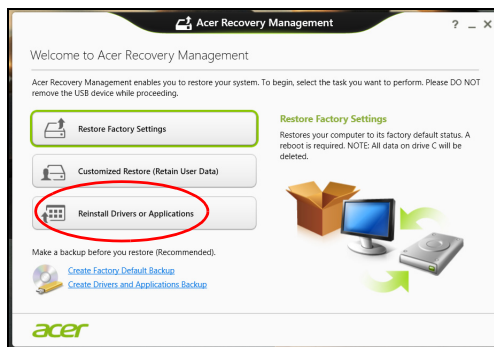 Acer Recovery Management
Welcome to Acer Recovery Management
Acer Recovery Management enables you to restore your system. To begin, select the task you want to perform. Please DO NOT
remove the USB device while proceeding.
Restore Factory Settings
Customized Restore (Retain User Data)
Reinstall Drivers or Applications
Restore Factory Settings
Restores your computer to its factory default status. A
reboot is required. NOTE: All data on drive C will be
deleted.
Make a backup before you restore (Recommended).
Create Factory Default Backup
Create Drivers and Applications Backup
acer